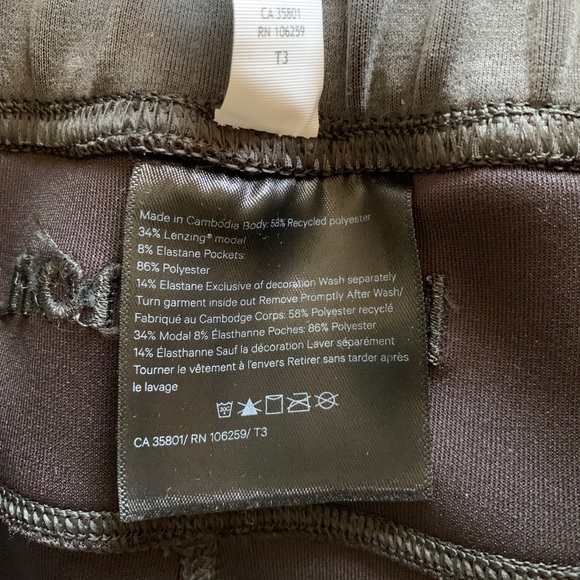 CA 35801
RN 106259
T3
Made in Cambodia Body: 58% Recycled polyester
34% Lenzing® modal
8% Elastane Pockets:
86% Polyester
14% Elastane Exclusive of decoration Wash separately
Turn garment inside out Remove Promptly After Wash/
Fabriqué au Cambodge Corps: 58% Polyester recyclé
34% Modal 8% Élasthanne Poches: 86% Polyester
14% Élasthanne Sauf la décoration Laver séparément
Tourner le vêtement à l'envers Retirer sans tarder après
le lavage
30C
CA 35801/ RN 106259/ T3